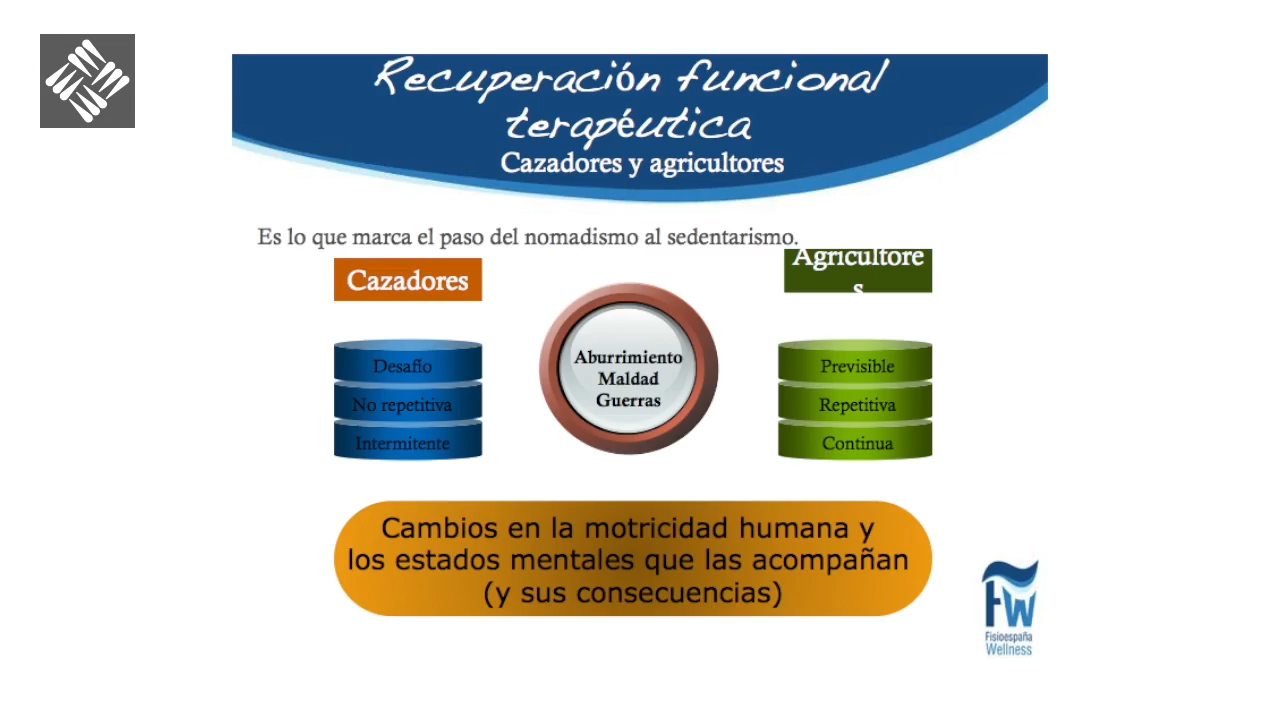 Recuperación funcional
terapéutica
Cazadores y agricultores
Es lo que marca el paso del nomadismo al sedentarismo.
Cazadores
Agricultore
s
Aburrimiento
Maldad
Guerras
Desafío
No repetitiva
Intermitente
Previsible
Repetitiva
Continua
Cambios en la motricidad humana y
los estados mentales que las acompañan
(y sus consecuencias)
FW
Fisioespaña
Wellness